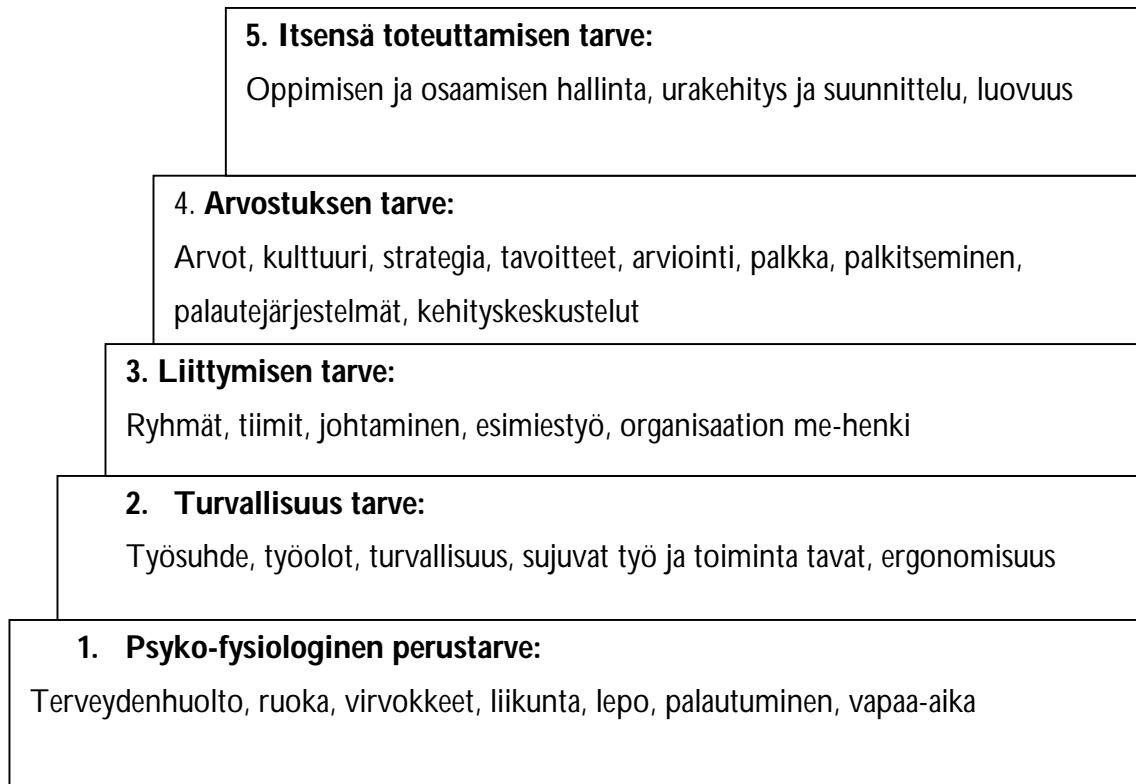 5. Itsensä toteuttamisen tarve:
Oppimisen ja osaamisen hallinta, urakehitys ja suunnittelu, luovuus
4. Arvostuksen tarve:
Arvot, kulttuuri, strategia, tavoitteet, arviointi, palkka, palkitseminen,
palautejärjestelmät, kehityskeskustelut
3. Liittymisen tarve:
Ryhmät, tiimit, johtaminen, esimiestyö, organisaation me-henki
2. Turvallisuus tarve:
Työsuhde, työolot, turvallisuus, sujuvat työ ja toiminta tavat, ergonomisuus
1. Psyko-fysiologinen perustarve:
Terveydenhuolto, ruoka, virvokkeet, liikunta, lepo, palautuminen, vapaa-aika